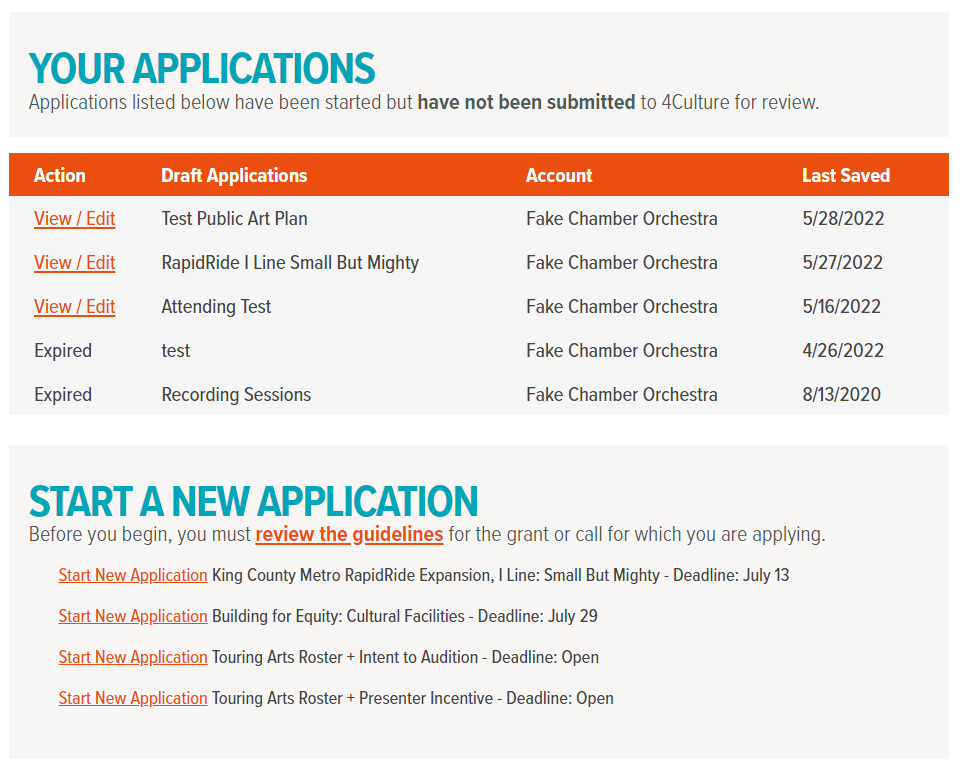 YOUR APPLICATIONS
Applications listed below have been started but have not been submitted to 4Culture for review.
Action Draft Applications Account Last Saved
View / Edit Test Public Art Plan Fake Chamber Orchestra 5/28/2022
View / Edit RapidRide I Line Small But Mighty Fake Chamber Orchestra 5/27/2022
View / Edit Attending Test Fake Chamber Orchestra 5/16/2022
Expired test Fake Chamber Orchestra 4/26/2022
Expired Recording Sessions Fake Chamber Orchestra 8/13/2020
START A NEW APPLICATION
Before you begin, you must review the guidelines for the grant or call for which you are applying.
Start New Application King County Metro RapidRide Expansion, I Line: Small But Mighty - Deadline: July 13
Start New Application Building for Equity: Cultural Facilities - Deadline: July 29
Start New Application Touring Arts Roster + Intent to Audition - Deadline: Open
Start New Application Touring Arts Roster + Presenter Incentive - Deadline: Open